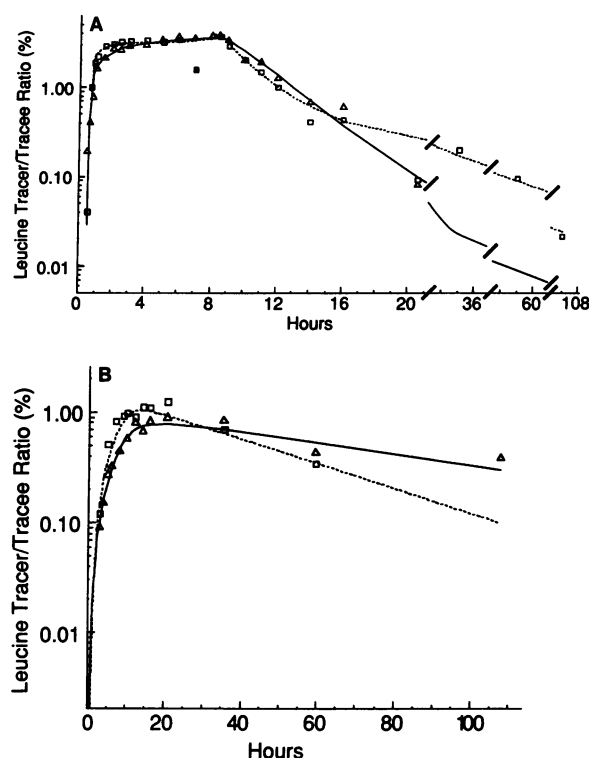 A
Leucine Tracer/Tracee Ratio (%)
1.00
0.10
0.01
0 4 8 12 16 20 36 60 108
Hours
B
Leucine Tracer/Tracee Ratio (%)
1.00
0.10
0.01
0 20 40 60 80 100
Hours